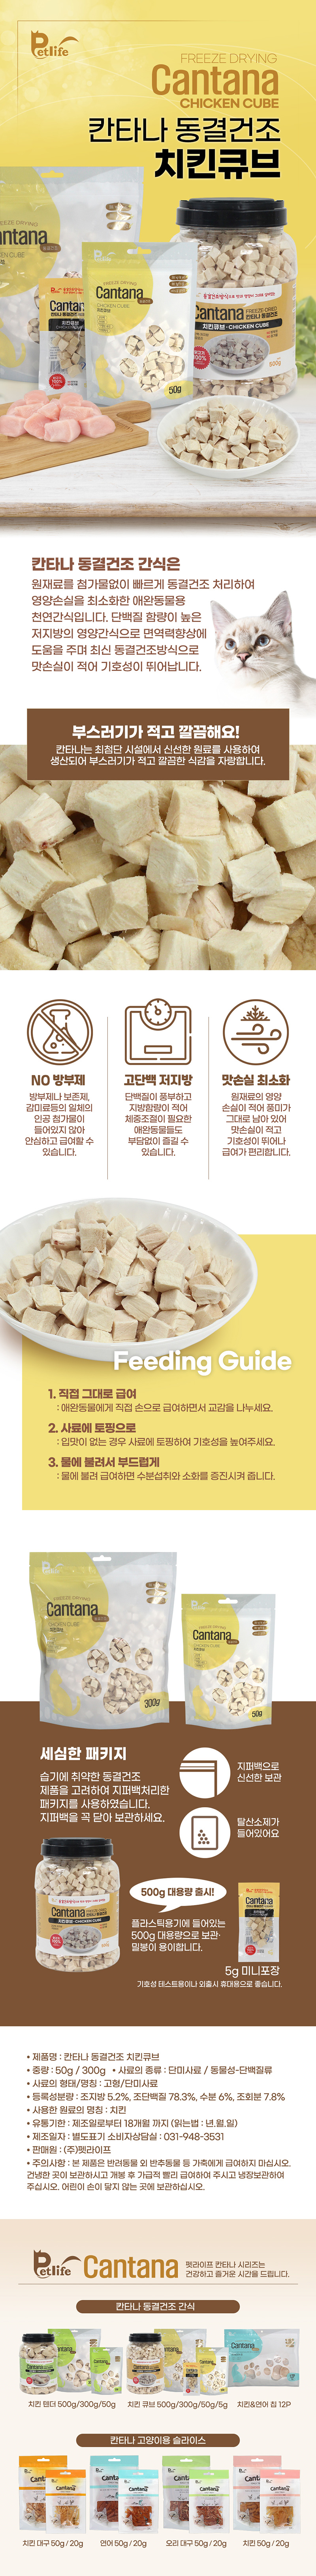 Petlife
FREEZE DRYING
Cantana
CHICKEN CUBE
칸타나 동결건조
치킨큐브
FREEZE DRYING
Cantana
CHICKEN CUBE
치킨큐브
50g
Cantana
칸타나 동결건조
치킨큐브 · CHICKEN CUBE
500g
칸타나 동결건조 간식은
원재료를 첨가물없이 빠르게 동결건조 처리하여
영양손실을 최소화한 애완동물용
천연간식입니다. 단백질 함량이 높은
저지방의 영양간식으로 면역력향상에
도움을 주며 최신 동결건조방식으로
맛손실이 적어 기호성이 뛰어납니다.
부스러기가 적고 깔끔해요!
칸타나는 최첨단 시설에서 신선한 원료를 사용하여
생산되어 부스러기가 적고 깔끔한 식감을 자랑합니다.
NO 방부제
방부제나 보존제,
감미료등의 일체의
인공 첨가물이
들어있지 않아
안심하고 급여할 수
있습니다.
고단백 저지방
단백질이 풍부하고
지방함량이 적어
체중조절이 필요한
애완동물들도
부담없이 즐길 수
있습니다.
맛손실 최소화
원재료의 영양
손실이 적어 풍미가
그대로 남아 있어
맛손실이 적고
기호성이 뛰어나
급여가 편리합니다.
Feeding Guide
1. 직접 그대로 급여
: 애완동물에게 직접 손으로 급여하면서 교감을 나누세요.
2. 사료에 토핑으로
: 입맛이 없는 경우 사료에 토핑하여 기호성을 높여주세요.
3. 물에 불려서 부드럽게
: 물에 불려 급여하면 수분섭취와 소화를 증진시켜 줍니다.
FREEZE DRYING
Cantana
CHICKEN CUBE
치킨큐브
300g
Cantana
CHICKEN CUBE
치킨큐브
50g
세심한 패키지
습기에 취약한 동결건조
제품을 고려하여 지퍼백처리한
패키지를 사용하였습니다.
지퍼백을 꼭 닫아 보관하세요.
지퍼백으로
신선한 보관
탈산소제가
들어있어요
Cantana
치킨큐브 · CHICKEN CUBE
500g 대용량 출시!
플라스틱용기에 들어있는
500g 대용량으로 보관·
밀봉이 용이합니다.
Cantana
치킨큐브
5g 미니포장
기호성 테스트용이나 외출시 휴대용으로 좋습니다.
• 제품명 : 칸타나 동결건조 치킨큐브
• 중량 : 50g / 300g • 사료의 종류 : 단미사료 / 동물성-단백질류
• 사료의 형태/명칭 : 고형/단미사료
• 등록성분량 : 조지방 5.2%, 조단백질 78.3%, 수분 6%, 조회분 7.8%
• 사용한 원료의 명칭 : 치킨
• 유통기한 : 제조일로부터 18개월 까지 (읽는법 : 년.월.일)
• 제조일자 : 별도표기 소비자상담실 : 031-948-3531
• 판매원 : (주)펫라이프
• 주의사항 : 본 제품은 반려동물 외 반추동물 등 가축에게 급여하지 마십시오.
건냉한 곳이 보관하시고 개봉 후 가급적 빨리 급여하여 주시고 냉장보관하여
주십시오. 어린이 손이 닿지 않는 곳에 보관하십시오.
Petlife Cantana
펫라이프 칸타나 시리즈는
건강하고 즐거운 시간을 드립니다.
칸타나 동결건조 간식
치킨 텐더 500g/300g/50g
치킨 큐브 500g/300g/50g/5g
치킨&연어 칩 12P
칸타나 고양이용 슬라이스
치킨 대구 50g / 20g
연어 50g / 20g
오리 대구 50g / 20g
치킨 50g / 20g